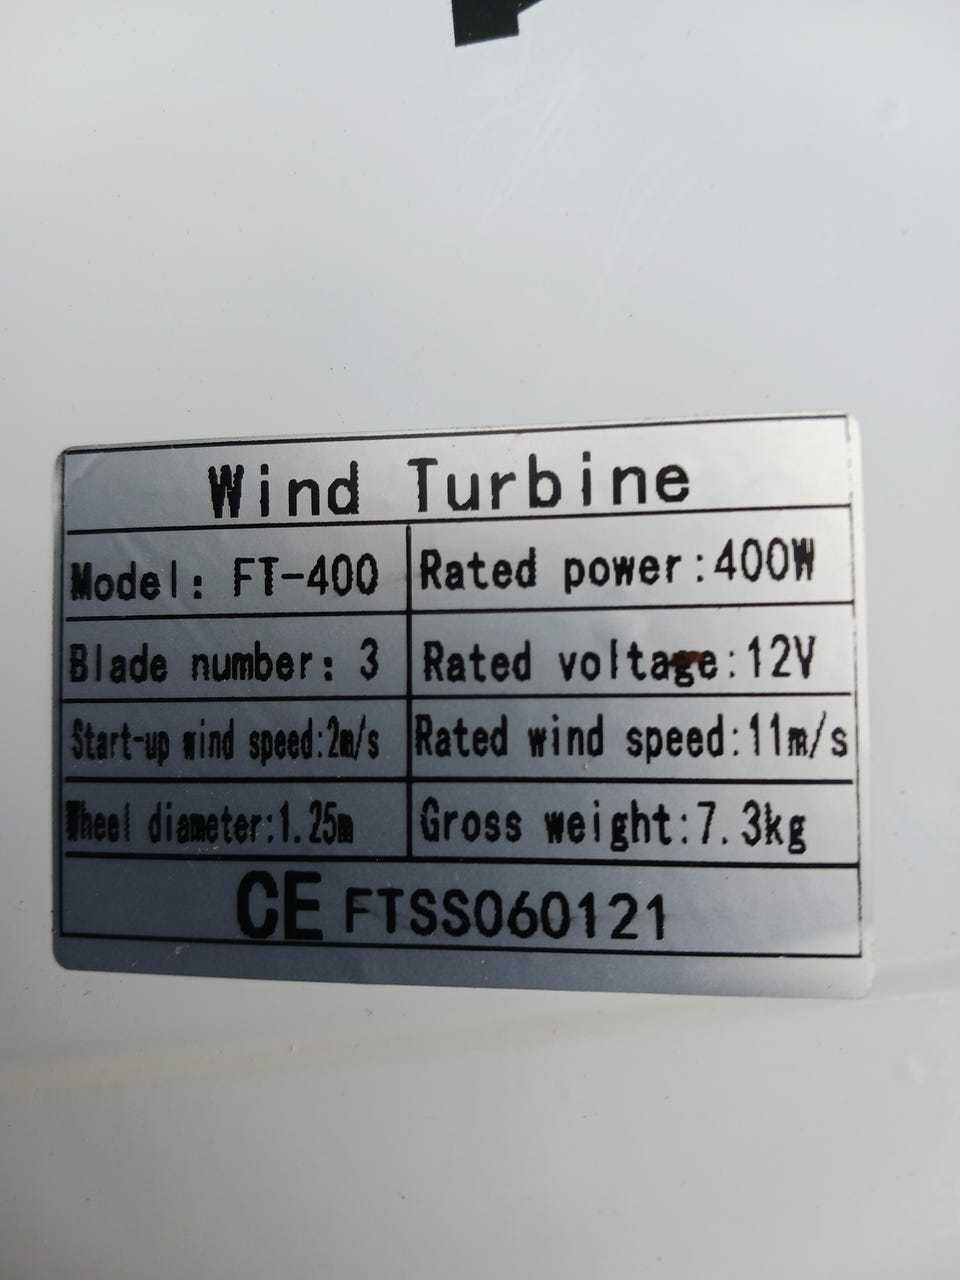 Wind Turbine
Model: FT-400
Rated power:400W
Blade number: 3
Rated voltage:12V
Start-up wind speed:2m/s
Rated wind speed:11m/s
Wheel diameter:1.25m
Gross weight:7.3kg
CE FTSS060121